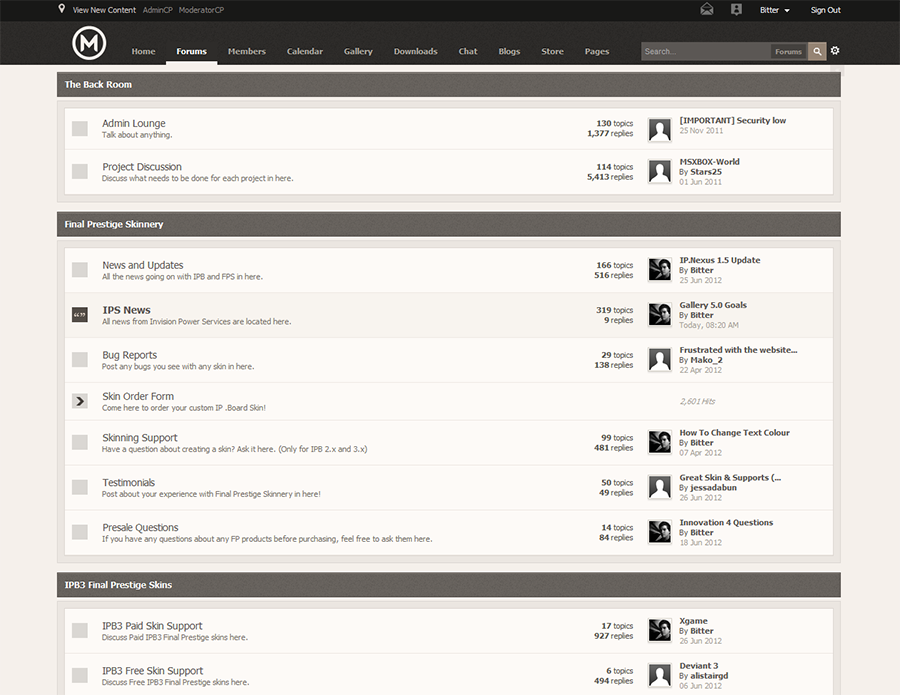 View New Content AdminCP ModeratorCP Bitter Sign Out
M Home Forums Members Calendar Gallery Downloads Chat Blogs Store Pages Search... Forums
The Back Room
Admin Lounge
Talk about anything.
130 topics
1,377 replies
[IMPORTANT] Security low
25 Nov 2011
Project Discussion
Discuss what needs to be done for each project in here.
114 topics
5,413 replies
MSXBOX-World
By Stars25
01 Jun 2011
Final Prestige Skinnery
News and Updates
All the news going on with IPB and FPS in here.
166 topics
516 replies
IP.Nexus 1.5 Update
By Bitter
25 Jun 2012
IPS News
All news from Invision Power Services are located here.
319 topics
9 replies
Gallery 5.0 Goals
By Bitter
Today, 08:20 AM
Bug Reports
Post any bugs you see with any skin in here.
29 topics
138 replies
Frustrated with the website...
By Mako_2
22 Apr 2012
Skin Order Form
Come here to order your custom IP .Board Skin!
2,601 Hits
Skinning Support
Have a question about creating a skin? Ask it here. (Only for IPB 2.x and 3.x)
99 topics
481 replies
How To Change Text Colour
By Bitter
07 Apr 2012
Testimonials
Post about your experience with Final Prestige Skinnery in here!
50 topics
49 replies
Great Skin & Supports (...
By jessadabun
26 Jun 2012
Presale Questions
If you have any questions about any FP products before purchasing, feel free to ask them here.
14 topics
84 replies
Innovation 4 Questions
By Bitter
18 Jun 2012
IPB3 Final Prestige Skins
IPB3 Paid Skin Support
Discuss Paid IPB3 Final Prestige skins here.
17 topics
927 replies
Xgame
By Bitter
26 Jun 2012
IPB3 Free Skin Support
Discuss Free IPB3 Final Prestige skins here.
6 topics
494 replies
Deviant 3
By alistairgd
06 Jun 2012